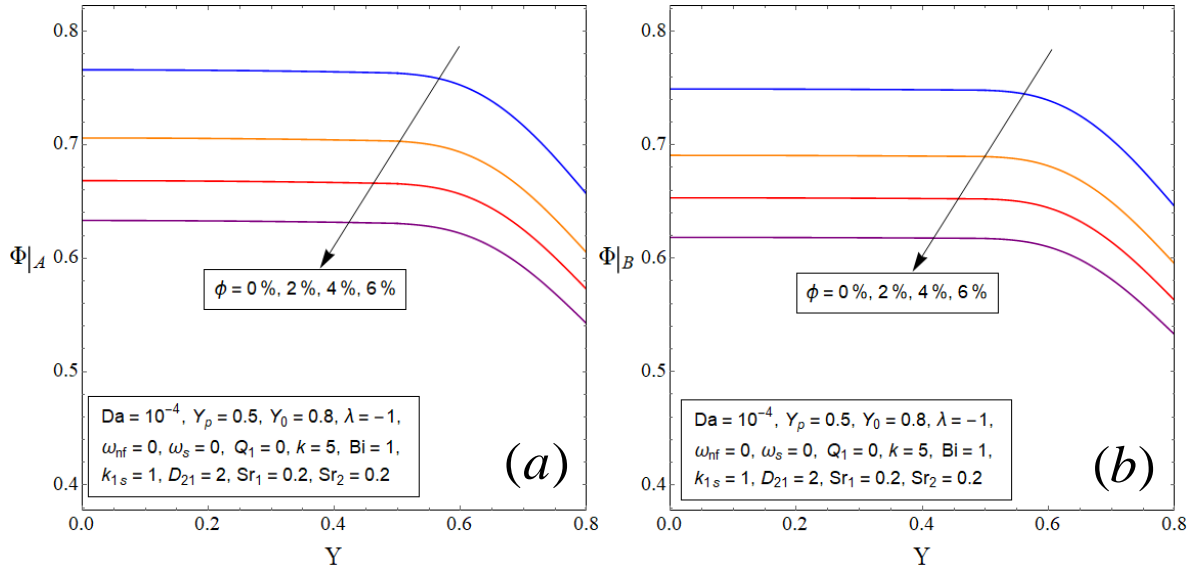 0.8
0.7
0.6
0.5
0.4
Φ|A
ϕ = 0 %, 2 %, 4 %, 6 %
Da = 10⁻⁴, Yₚ = 0.5, Y₀ = 0.8, λ = −1,
ωnf = 0, ωs = 0, Q₁ = 0, k = 5, Bi = 1,
k₁s = 1, D₂₁ = 2, Sr₁ = 0.2, Sr₂ = 0.2
(a)
0.0 0.2 0.4 0.6 0.8
Y
0.8
0.7
0.6
0.5
0.4
Φ|B
ϕ = 0 %, 2 %, 4 %, 6 %
Da = 10⁻⁴, Yₚ = 0.5, Y₀ = 0.8, λ = −1,
ωnf = 0, ωs = 0, Q₁ = 0, k = 5, Bi = 1,
k₁s = 1, D₂₁ = 2, Sr₁ = 0.2, Sr₂ = 0.2
(b)
0.0 0.2 0.4 0.6 0.8
Y